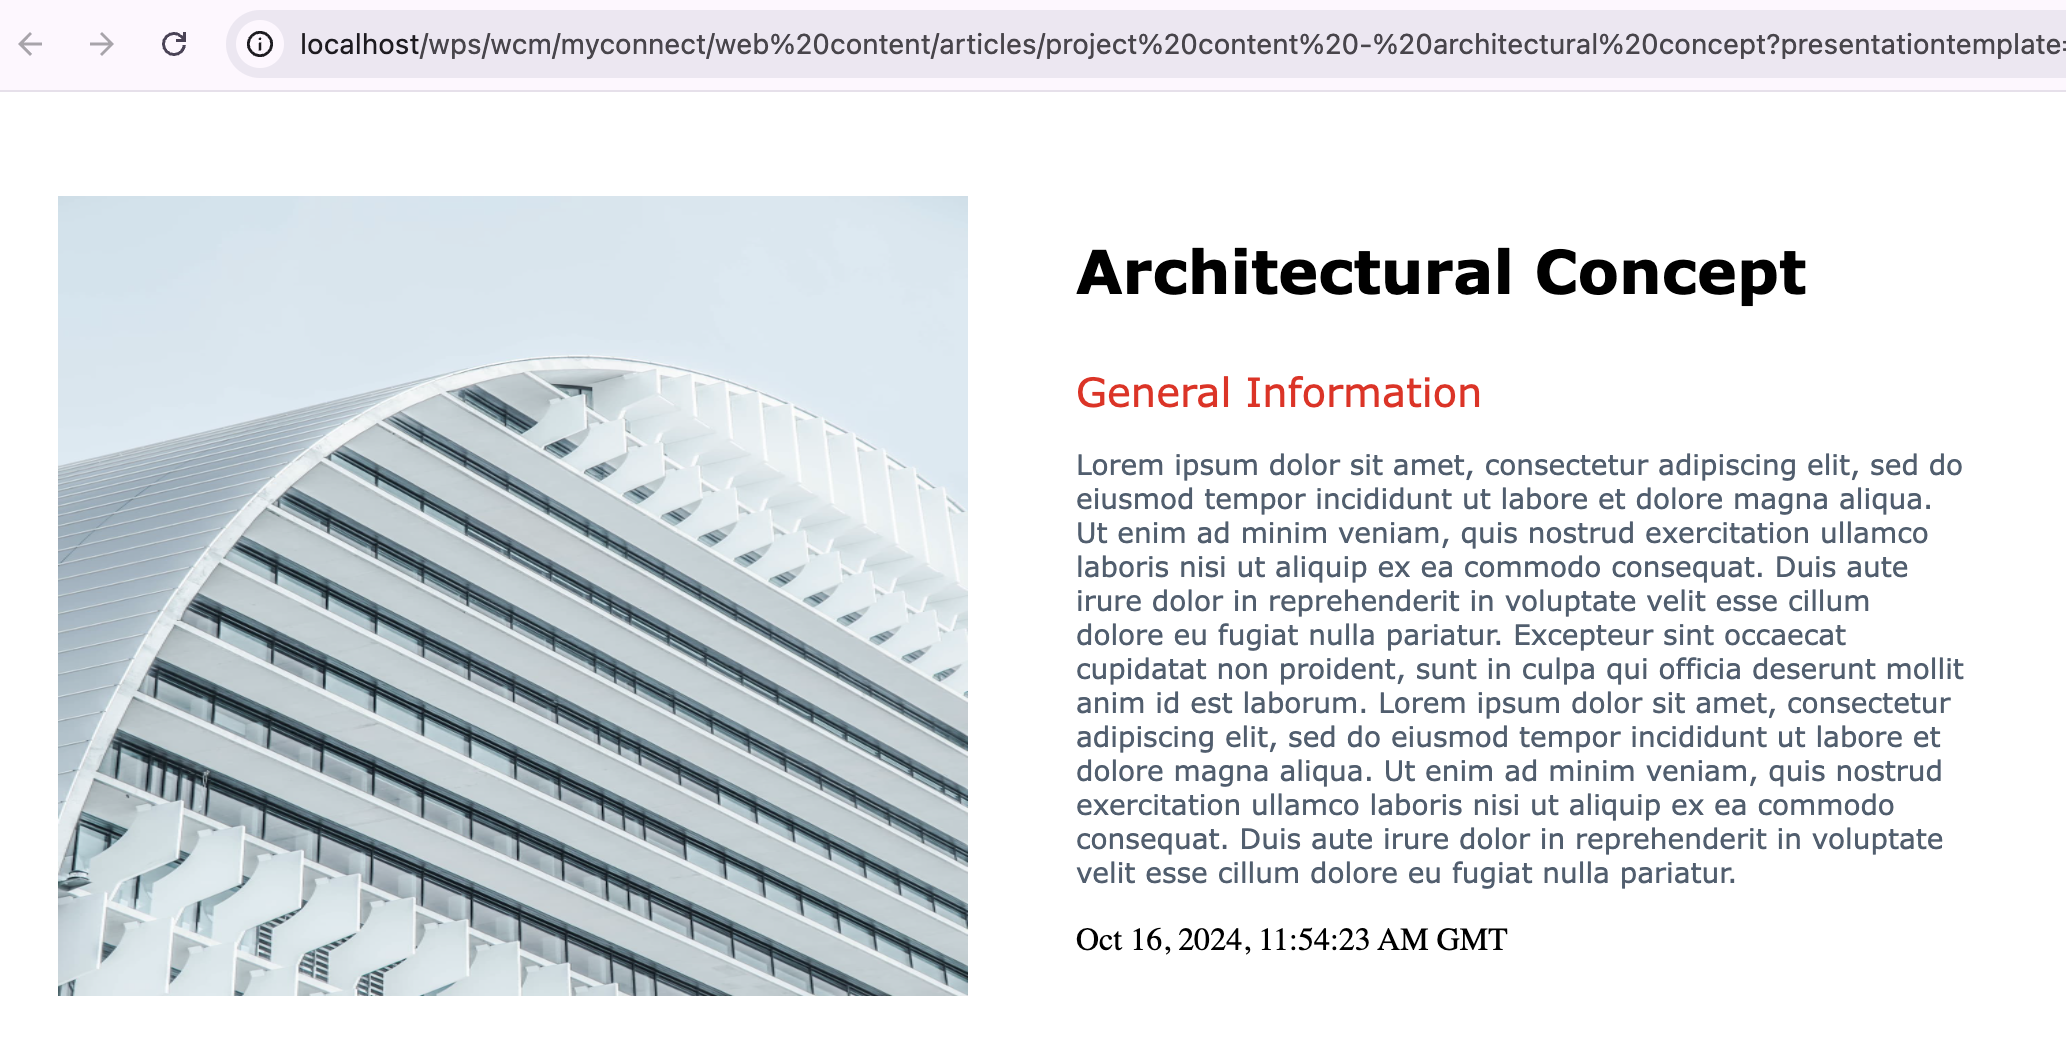 localhost/wps/wcm/myconnect/web%20content/articles/project%20content%20-%20architectural%20concept?presentationtemplate=
Architectural Concept
General Information
Lorem ipsum dolor sit amet, consectetur adipiscing elit, sed do
eiusmod tempor incididunt ut labore et dolore magna aliqua.
Ut enim ad minim veniam, quis nostrud exercitation ullamco
laboris nisi ut aliquip ex ea commodo consequat. Duis aute
irure dolor in reprehenderit in voluptate velit esse cillum
dolore eu fugiat nulla pariatur. Excepteur sint occaecat
cupidatat non proident, sunt in culpa qui officia deserunt mollit
anim id est laborum. Lorem ipsum dolor sit amet, consectetur
adipiscing elit, sed do eiusmod tempor incididunt ut labore et
dolore magna aliqua. Ut enim ad minim veniam, quis nostrud
exercitation ullamco laboris nisi ut aliquip ex ea commodo
consequat. Duis aute irure dolor in reprehenderit in voluptate
velit esse cillum dolore eu fugiat nulla pariatur.
Oct 16, 2024, 11:54:23 AM GMT